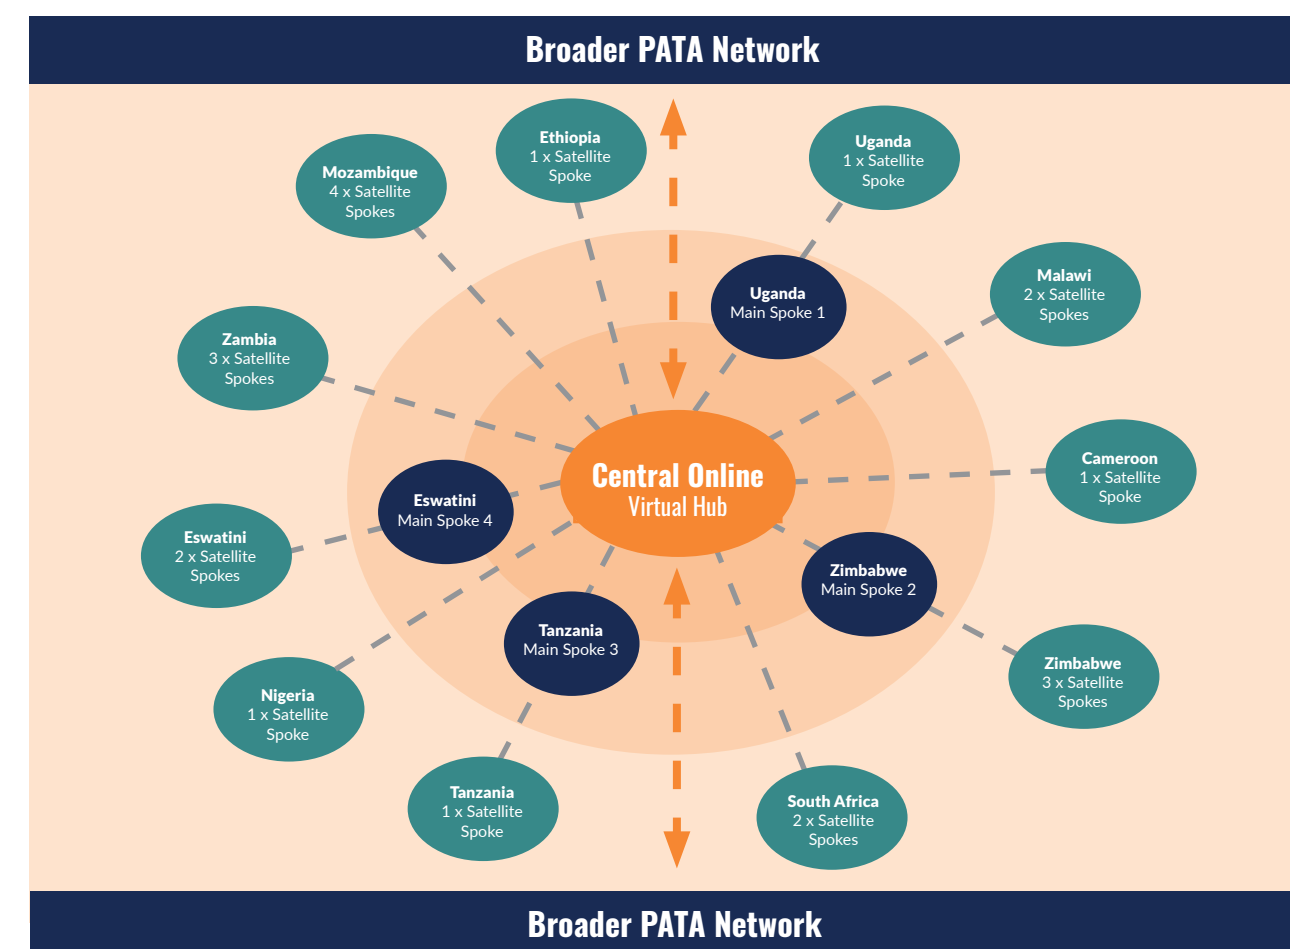 Broader PATA Network
Ethiopia
1 x Satellite
Spoke
Uganda
1 x Satellite
Spoke
Mozambique
4 x Satellite
Spokes
Malawi
2 x Satellite
Spokes
Uganda
Main Spoke 1
Zambia
3 x Satellite
Spokes
Cameroon
1 x Satellite
Spoke
Central Online
Virtual Hub
Eswatini
Main Spoke 4
Eswatini
2 x Satellite
Spokes
Zimbabwe
Main Spoke 2
Tanzania
Main Spoke 3
Zimbabwe
3 x Satellite
Spokes
Nigeria
1 x Satellite
Spoke
Tanzania
1 x Satellite
Spoke
South Africa
2 x Satellite
Spokes
Broader PATA Network